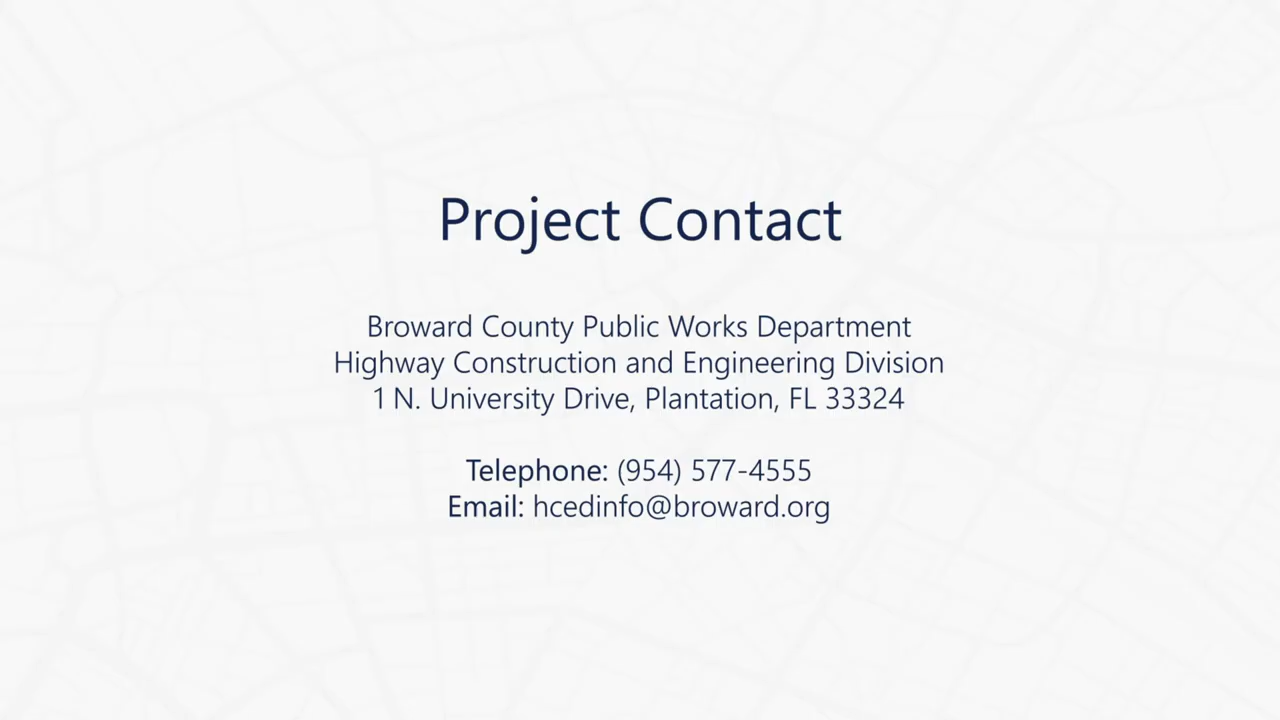 Project Contact
Broward County Public Works Department
Highway Construction and Engineering Division
1 N. University Drive, Plantation, FL 33324
Telephone: (954) 577-4555
Email: hcedinfo@broward.org